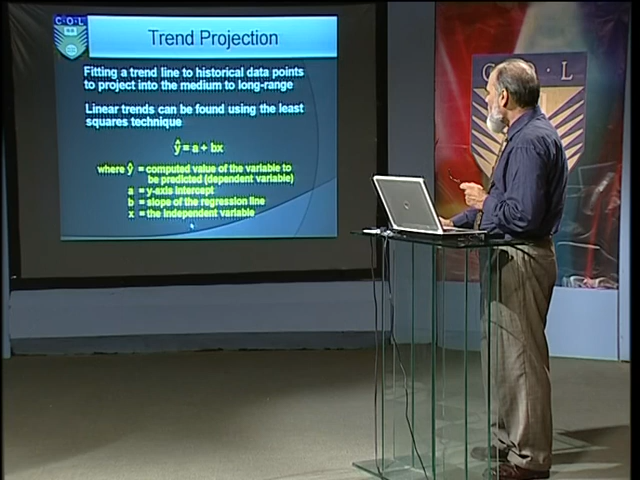 C O L
Trend Projection
Fitting a trend line to historical data points
to project into the medium to long-range
Linear trends can be found using the least
squares technique
ŷ = a + bx
where ŷ = computed value of the variable to
be predicted (dependent variable)
a = y-axis intercept
b = slope of the regression line
x = the independent variable
C O L